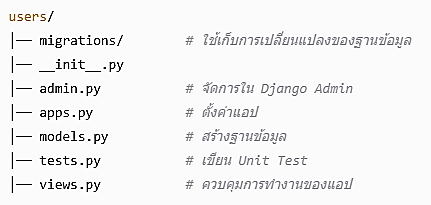 users/
│── migrations/        # ใช้เก็บการเปลี่ยนแปลงของฐานข้อมูล
│── __init__.py
│── admin.py           # จัดการใน Django Admin
│── apps.py            # ตั้งค่าแอป
│── models.py          # สร้างฐานข้อมูล
│── tests.py           # เขียน Unit Test
│── views.py           # ควบคุมการทำงานของแอป